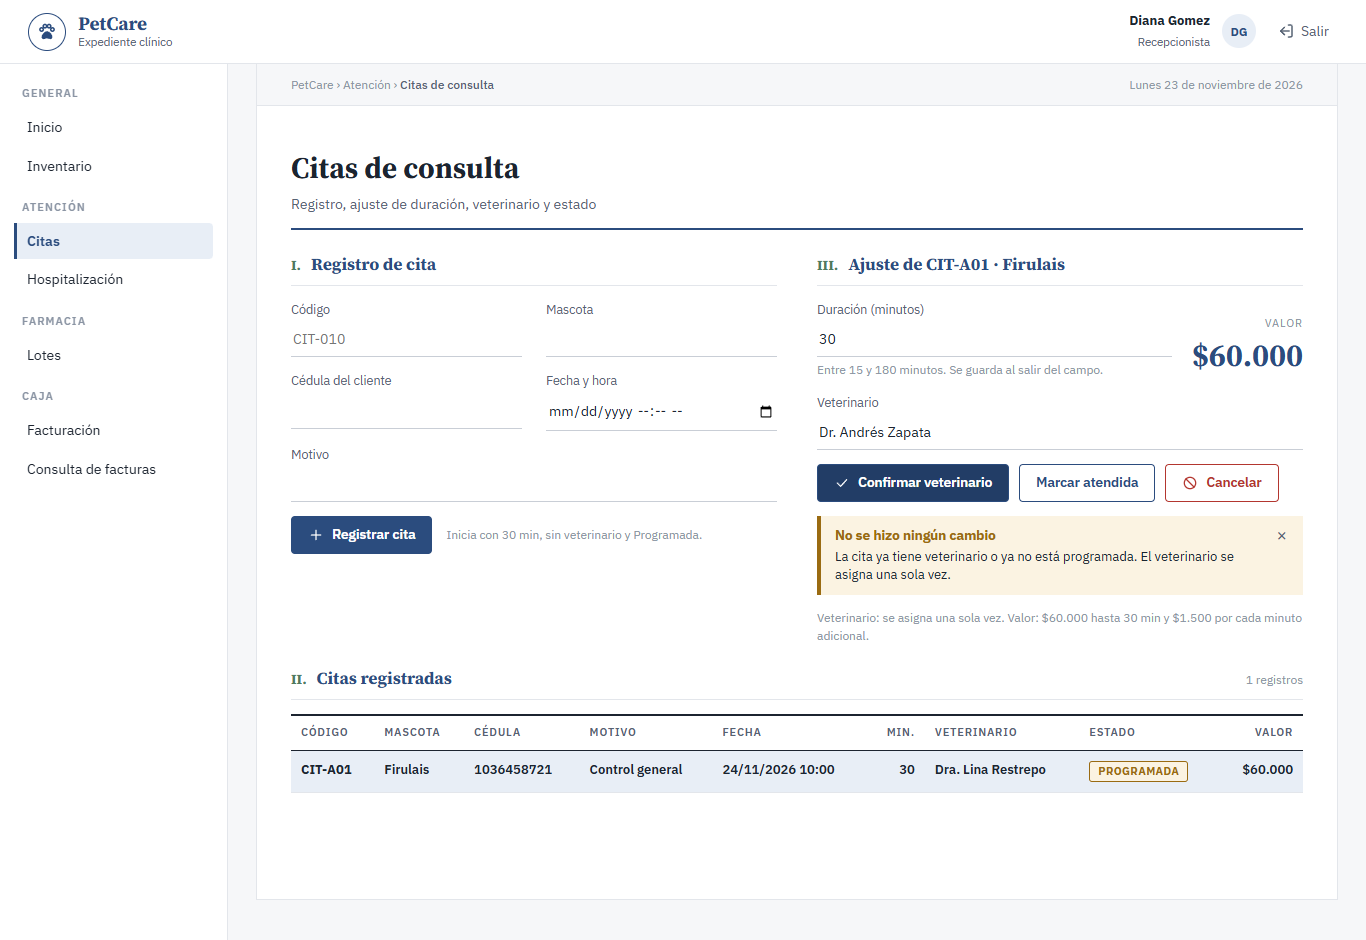 PetCare
Expediente clínico
Diana Gomez
Recepcionista
DG
Salir
GENERAL
Inicio
Inventario
ATENCIÓN
Citas
Hospitalización
FARMACIA
Lotes
CAJA
Facturación
Consulta de facturas
PetCare › Atención › Citas de consulta
Lunes 23 de noviembre de 2026
Citas de consulta
Registro, ajuste de duración, veterinario y estado
I. Registro de cita
Código
Mascota
CIT-010
Cédula del cliente
Fecha y hora
mm/dd/yyyy --:-- --
Motivo
Registrar cita
Inicia con 30 min, sin veterinario y Programada.
III. Ajuste de CIT-A01 · Firulais
Duración (minutos)
30
VALOR
$60.000
Entre 15 y 180 minutos. Se guarda al salir del campo.
Veterinario
Dr. Andrés Zapata
Confirmar veterinario
Marcar atendida
Cancelar
No se hizo ningún cambio
×
La cita ya tiene veterinario o ya no está programada. El veterinario se
asigna una sola vez.
Veterinario: se asigna una sola vez. Valor: $60.000 hasta 30 min y $1.500 por cada minuto
adicional.
II. Citas registradas
1 registros
CÓDIGO MASCOTA CÉDULA MOTIVO FECHA MIN. VETERINARIO ESTADO VALOR
CIT-A01 Firulais 1036458721 Control general 24/11/2026 10:00 30 Dra. Lina Restrepo PROGRAMADA $60.000